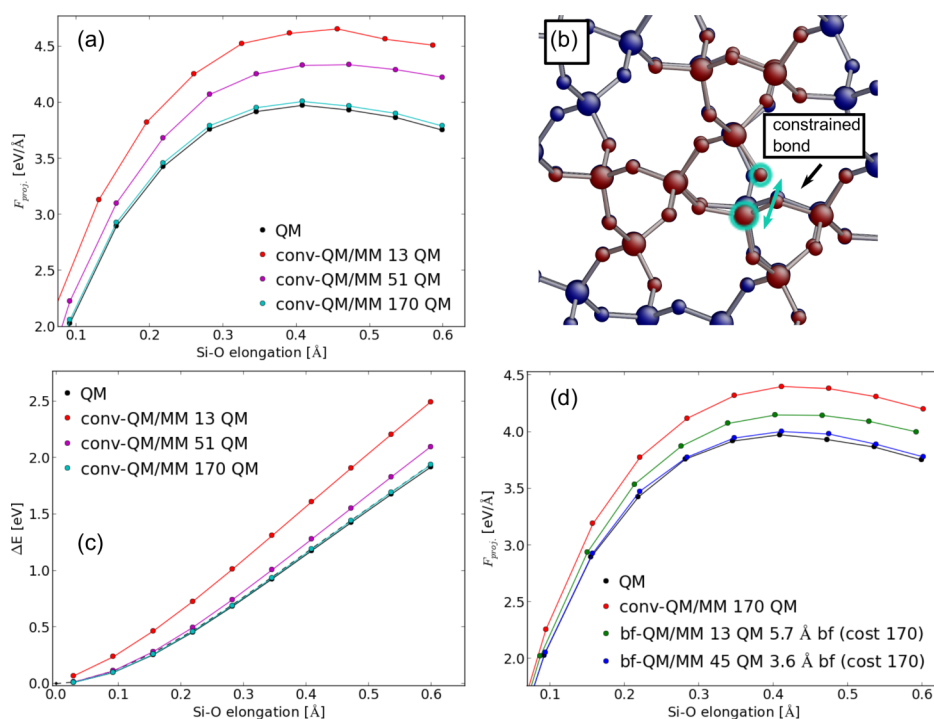 (a)
4.5
4.0
3.5
3.0
2.5
2.0
F_proj. [eV/Å]
QM
conv-QM/MM 13 QM
conv-QM/MM 51 QM
conv-QM/MM 170 QM
0.1 0.2 0.3 0.4 0.5 0.6
Si-O elongation [Å]
(b)
constrained
bond
(c)
2.5
2.0
1.5
1.0
0.5
0.0
ΔE [eV]
QM
conv-QM/MM 13 QM
conv-QM/MM 51 QM
conv-QM/MM 170 QM
0.0 0.1 0.2 0.3 0.4 0.5 0.6
Si-O elongation [Å]
(d)
4.5
4.0
3.5
3.0
2.5
2.0
F_proj. [eV/Å]
QM
conv-QM/MM 170 QM
bf-QM/MM 13 QM 5.7 Å bf (cost 170)
bf-QM/MM 45 QM 3.6 Å bf (cost 170)
0.1 0.2 0.3 0.4 0.5 0.6
Si-O elongation [Å]